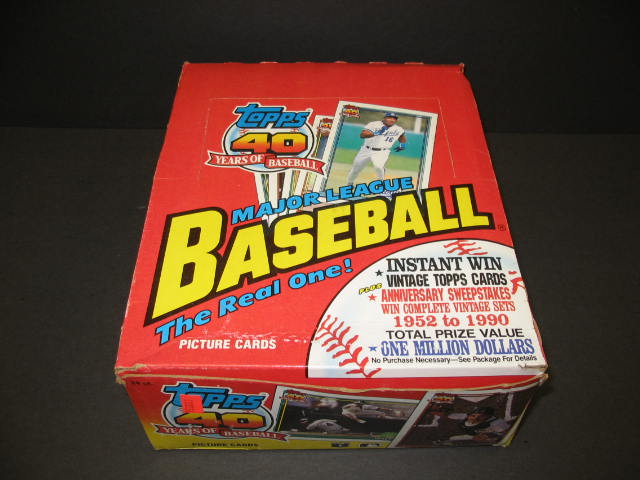 TOPPS
40
YEARS OF BASEBALL
MAJOR LEAGUE
BASEBALL®
The Real One!
PICTURE CARDS
INSTANT WIN
VINTAGE TOPPS CARDS
PLUS ANNIVERSARY SWEEPSTAKES
WIN COMPLETE VINTAGE SETS
1952 to 1990
TOTAL PRIZE VALUE
ONE MILLION DOLLARS
No Purchase Necessary—See Package For Details
TOPPS
40
YEARS OF BASEBALL
PICTURE CARDS